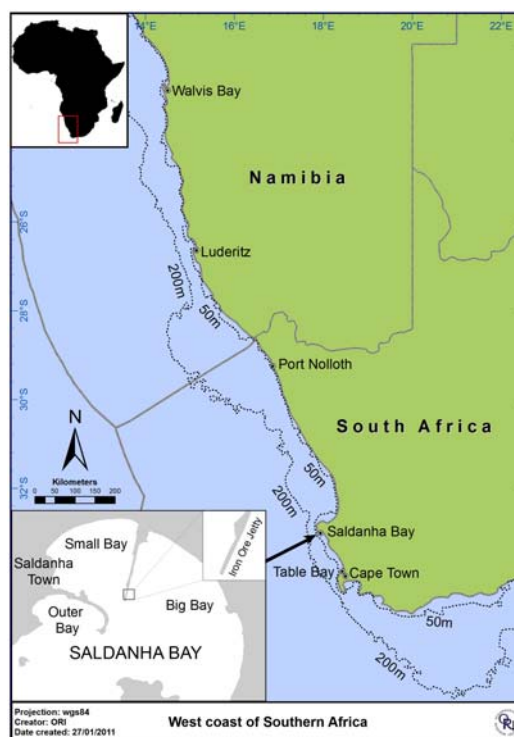 14°E
16°E
18°E
20°E
22°E
Walvis Bay
Namibia
26°S
Luderitz
200m
50m
28°S
Port Nolloth
30°S
South Africa
N
Kilometers
0 25 50 100 150 200
32°S
50m
200m
Saldanha Bay
Table Bay
Cape Town
50m
200m
Small Bay
Iron Ore Jetty
Saldanha
Town
Outer
Bay
Big Bay
SALDANHA BAY
Projection: wgs84
Creator: ORI
Date created: 27/01/2011
West coast of Southern Africa